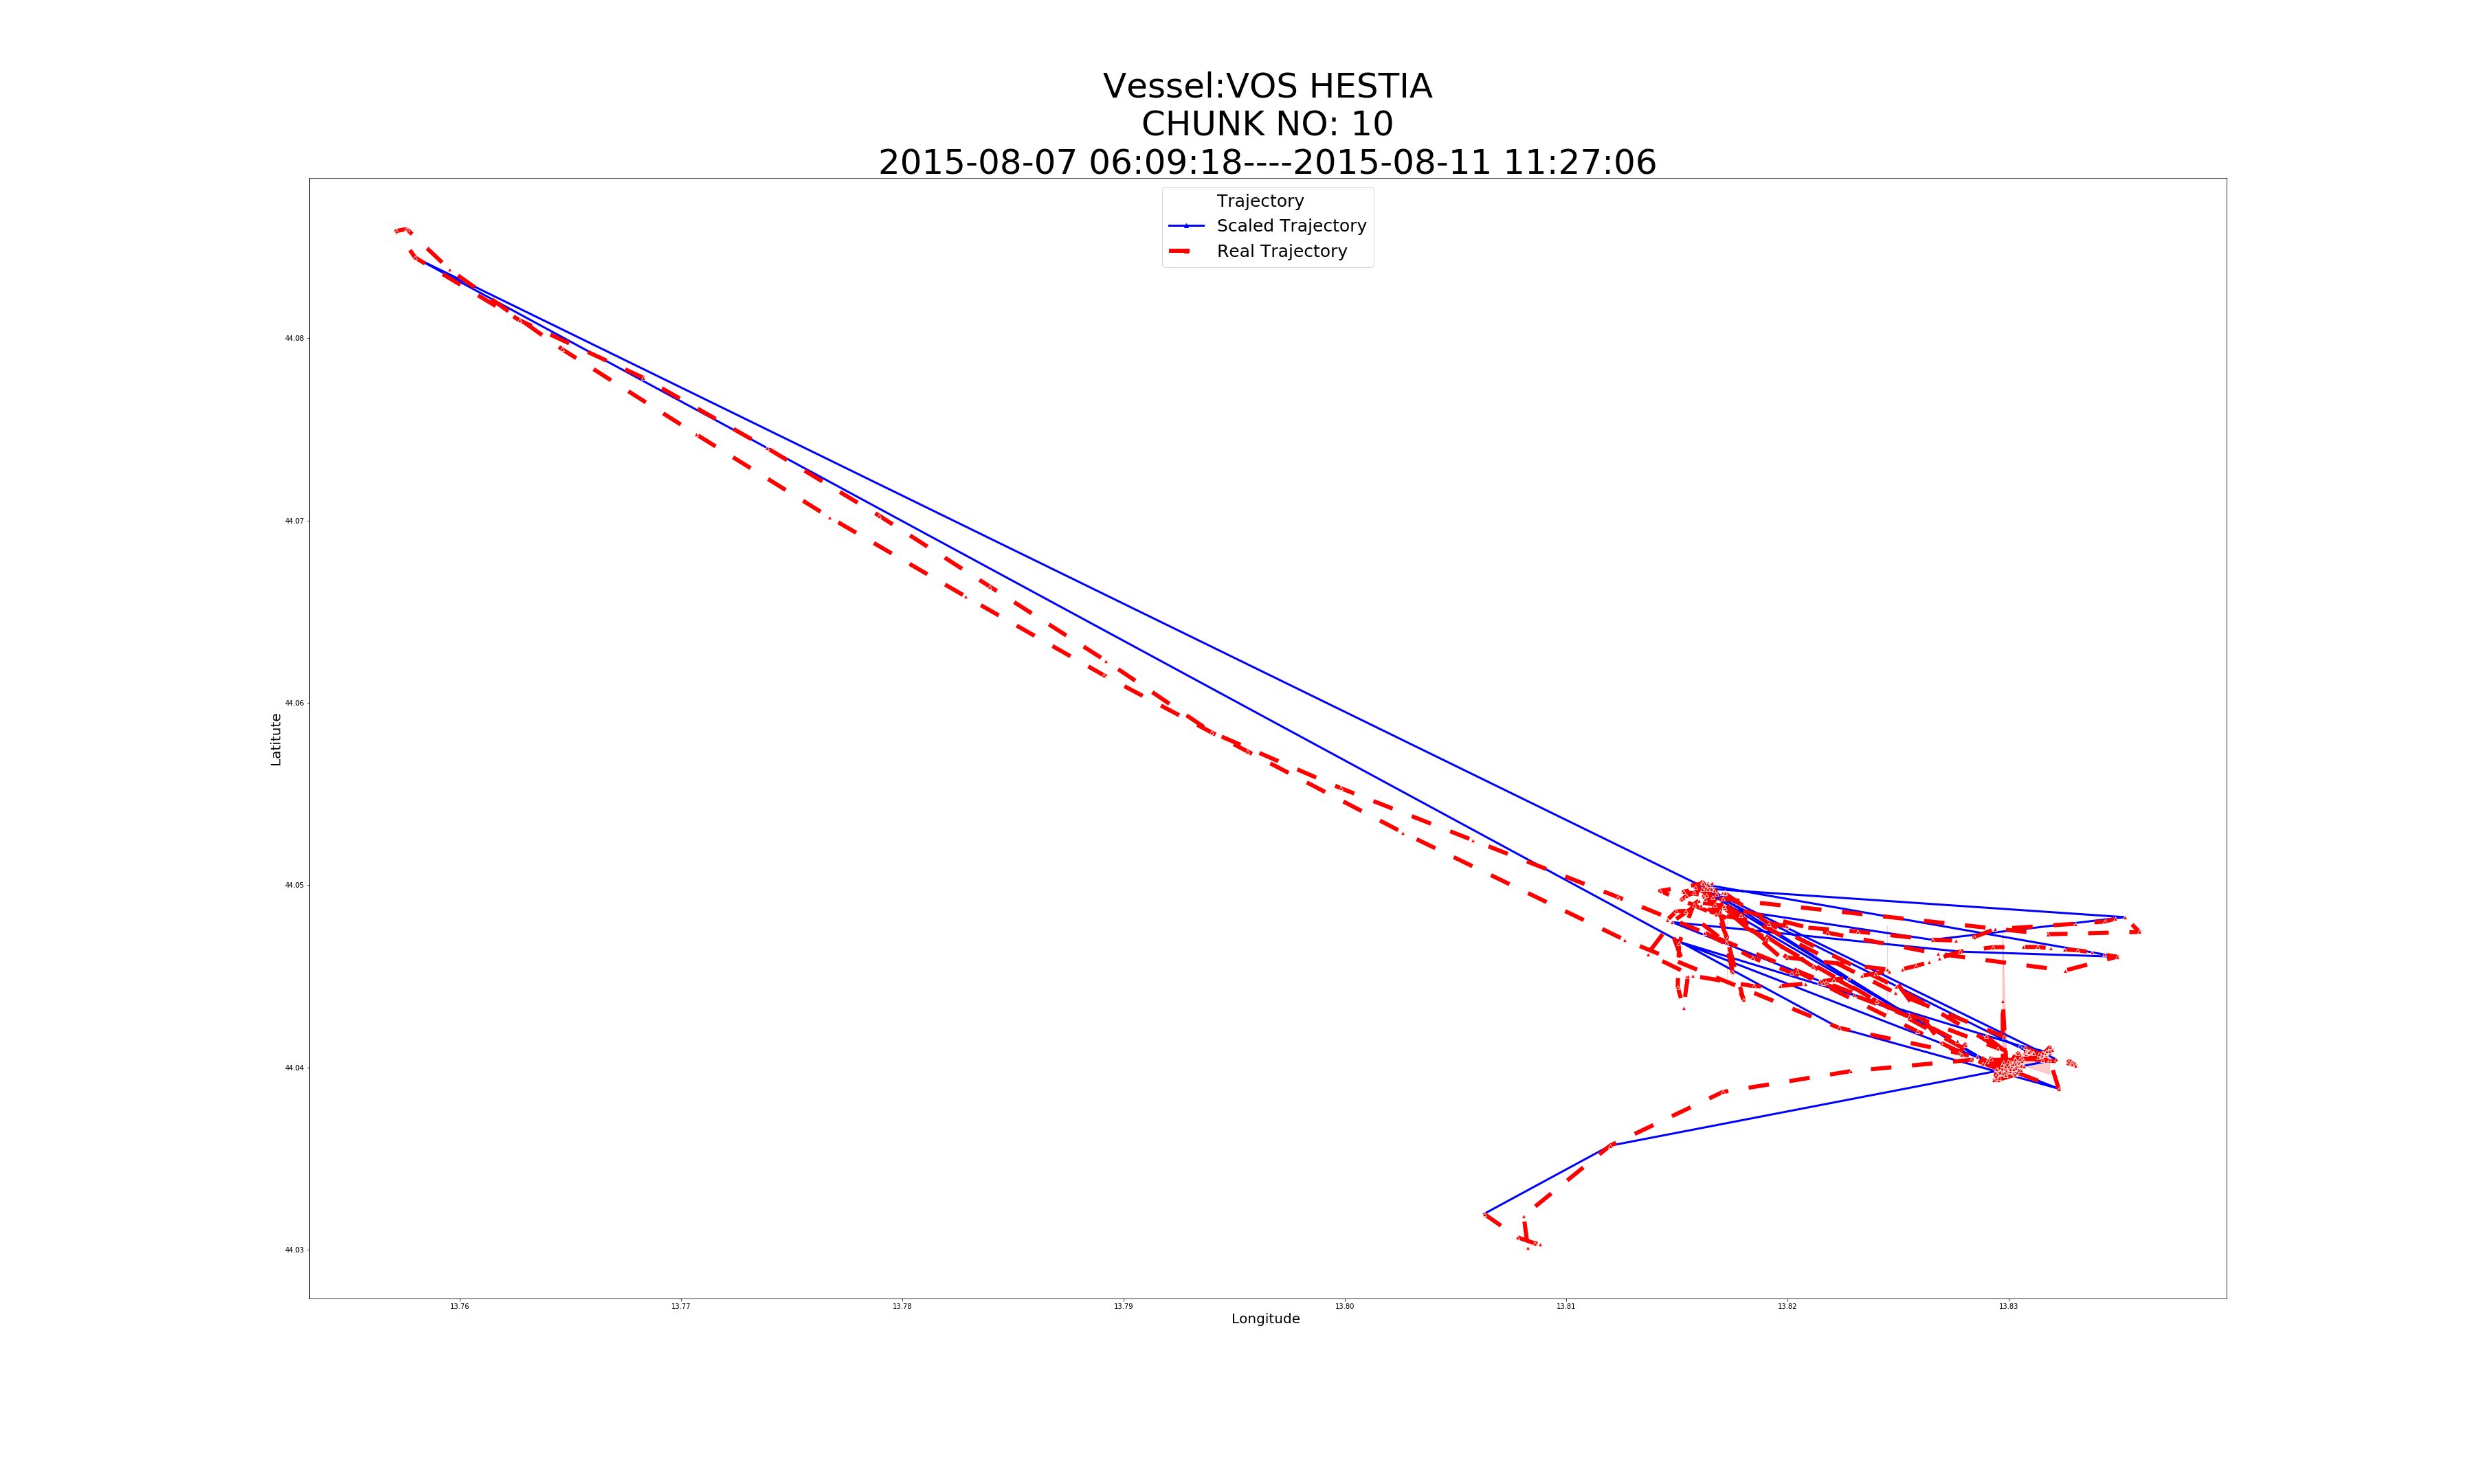 Vessel:VOS HESTIA
CHUNK NO: 10
2015-08-07 06:09:18----2015-08-11 11:27:06
Trajectory
Scaled Trajectory
Real Trajectory
44.08
44.07
44.06
44.05
44.04
44.03
Latitute
13.76 13.77 13.78 13.79 13.80 13.81 13.82 13.83
Longitude